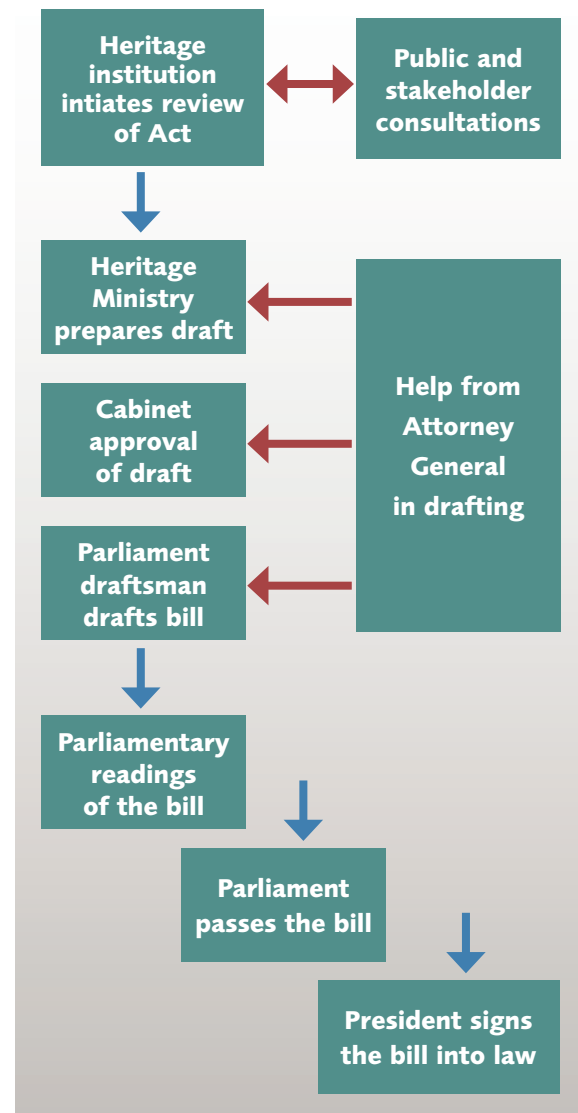 Heritage
institution
intiates review
of Act
Public and
stakeholder
consultations
Heritage
Ministry
prepares draft
Help from
Attorney
General
in drafting
Cabinet
approval
of draft
Parliament
draftsman
drafts bill
Parliamentary
readings
of the bill
Parliament
passes the bill
President signs
the bill into law